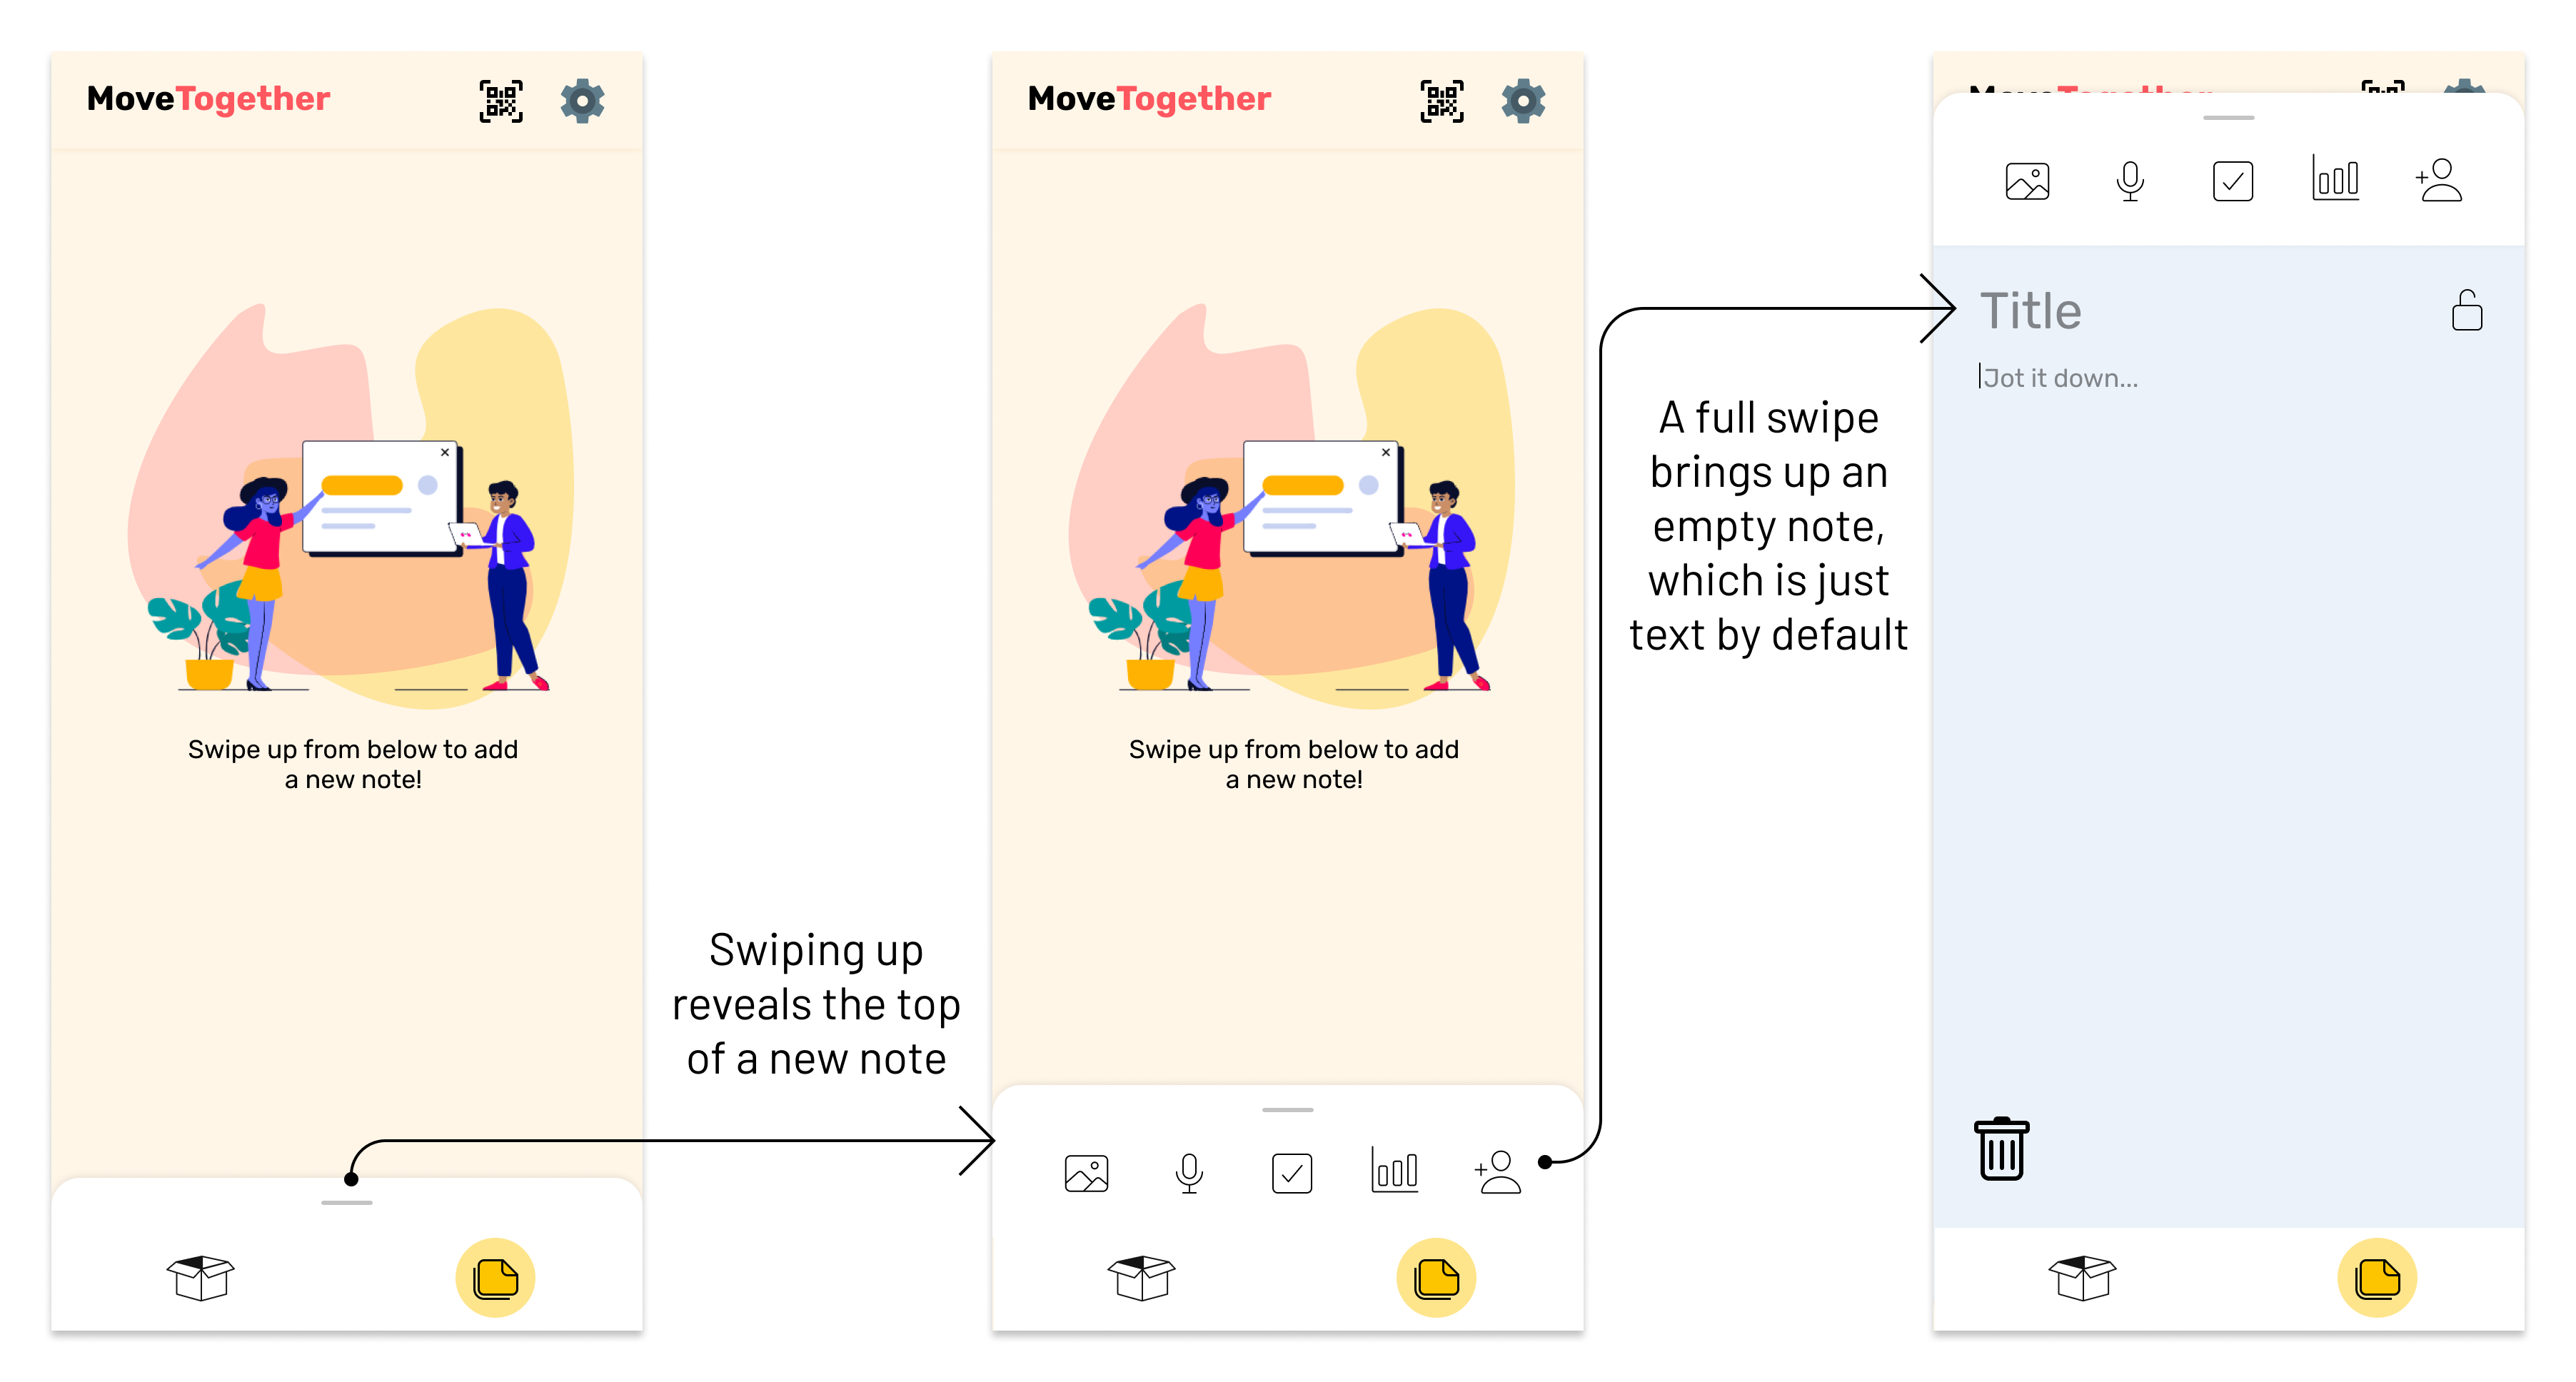 MoveTogether
Swipe up from below to add
a new note!
Swiping up
reveals the top
of a new note
MoveTogether
Swipe up from below to add
a new note!
A full swipe
brings up an
empty note,
which is just
text by default
MoveTogether
Title
Jot it down...